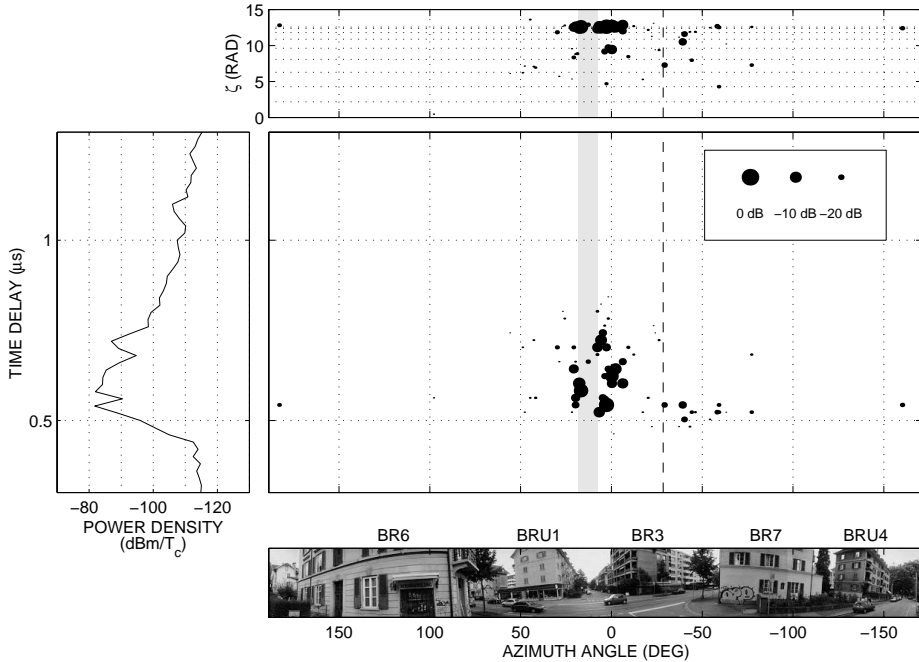 15
10
5
0
ζ (RAD)
1
0.5
TIME DELAY (μs)
0 dB −10 dB −20 dB
−80 −100 −120
POWER DENSITY
(dBm/Tc)
BR6 BRU1 BR3 BR7 BRU4
150 100 50 0 −50 −100 −150
AZIMUTH ANGLE (DEG)